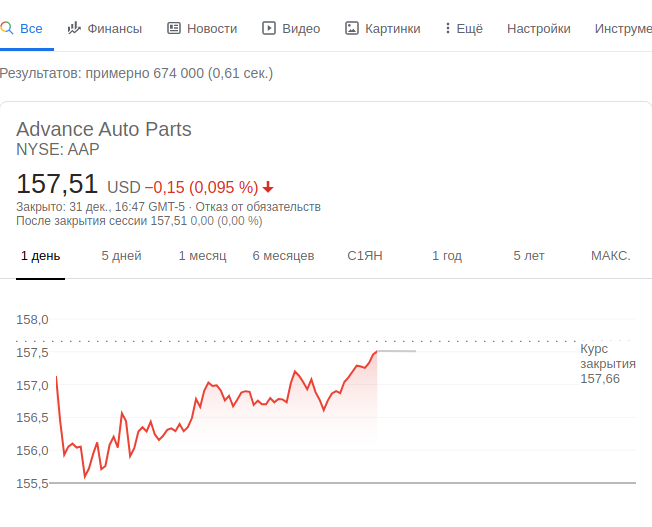 Все Финансы Новости Видео Картинки Ещё Настройки Инструме
Результатов: примерно 674 000 (0,61 сек.)
Advance Auto Parts
NYSE: AAP
157,51 USD −0,15 (0,095 %)
Закрыто: 31 дек., 16:47 GMT-5 · Отказ от обязательств
После закрытия сессии 157,51 0,00 (0,00 %)
1 день 5 дней 1 месяц 6 месяцев С1ЯН 1 год 5 лет МАКС.
158,0
157,5
157,0
156,5
156,0
155,5
Курс
закрытия
157,66